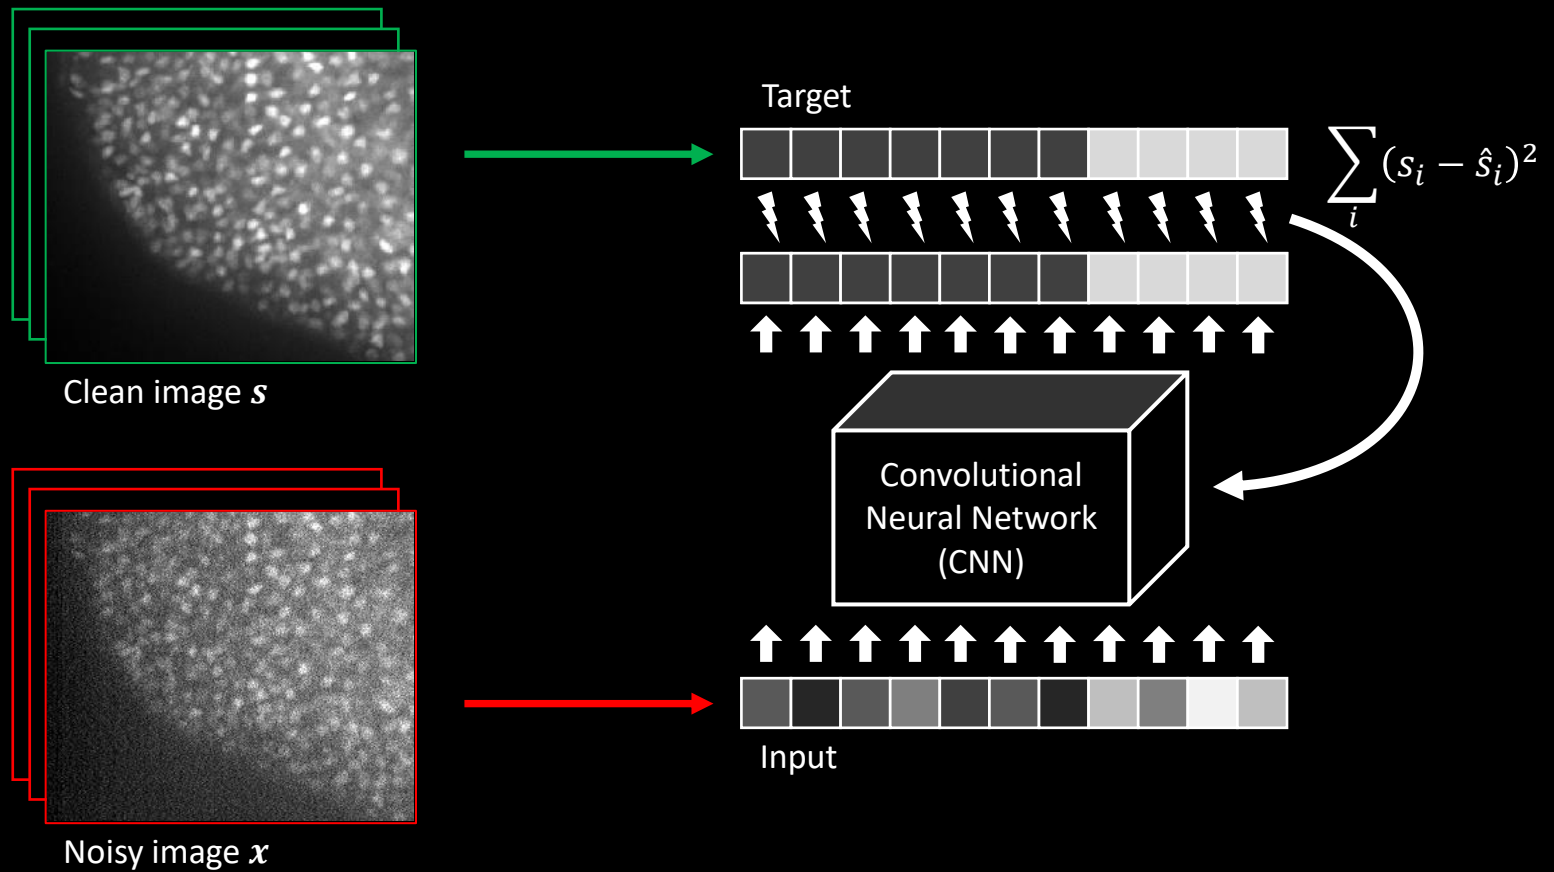 Target
∑ᵢ(sᵢ − ŝᵢ)²
Clean image s
Convolutional
Neural Network
(CNN)
Input
Noisy image x